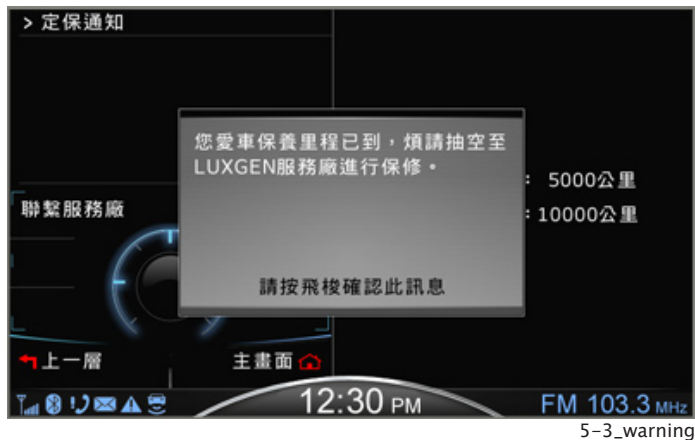 > 定保通知
您愛車保養里程已到，煩請抽空至
LUXGEN服務廠進行保修。
: 5000公里
聯繫服務廠
: 10000公里
請按飛梭確認此訊息
上一層
主畫面
12:30 PM
FM 103.3 MHz
5-3_warning